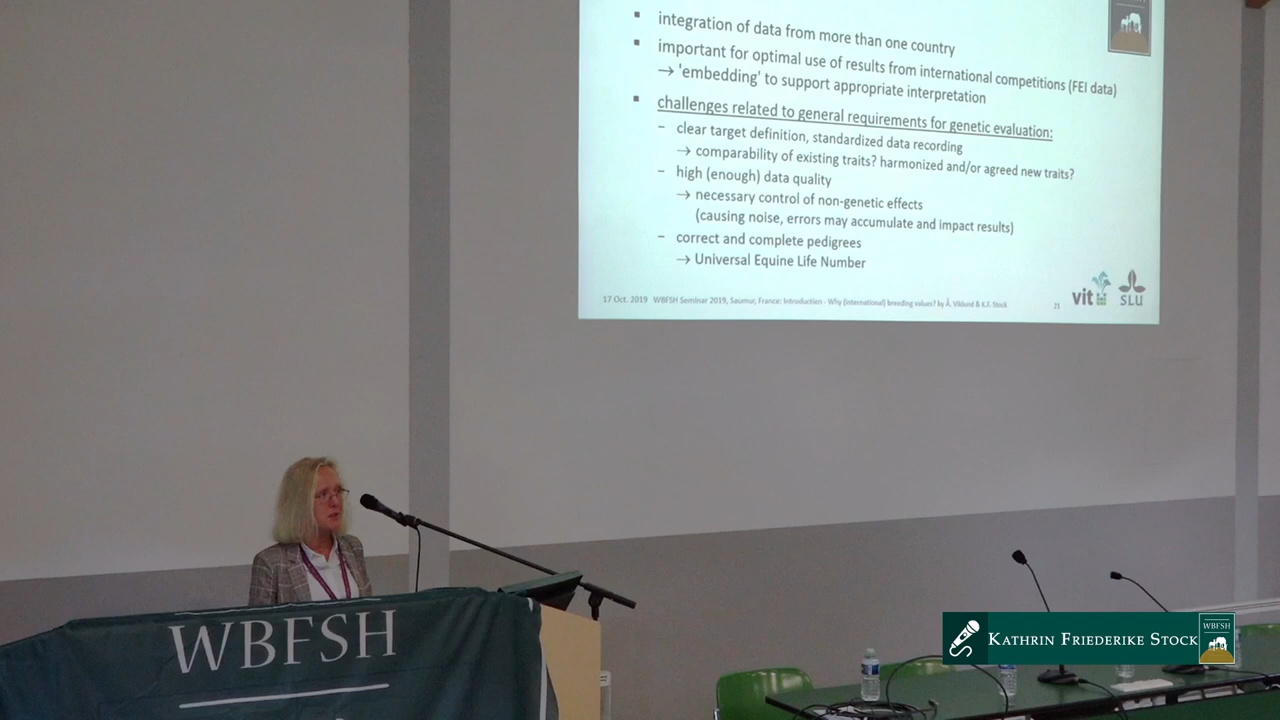 WBFSH
▪ integration of data from more than one country
▪ important for optimal use of results from international competitions (FEI data)
→ 'embedding' to support appropriate interpretation
▪ challenges related to general requirements for genetic evaluation:
– clear target definition, standardized data recording
→ comparability of existing traits? harmonized and/or agreed new traits?
– high (enough) data quality
→ necessary control of non-genetic effects
(causing noise, errors may accumulate and impact results)
– correct and complete pedigrees
→ Universal Equine Life Number
17 Oct. 2019 WBFSH Seminar 2019, Saumur, France: Introduction - Why (international) breeding values? by Å. Viklund & K.F. Stock
21
vit
SLU
WBFSH
KATHRIN FRIEDERIKE STOCK
WBFSH